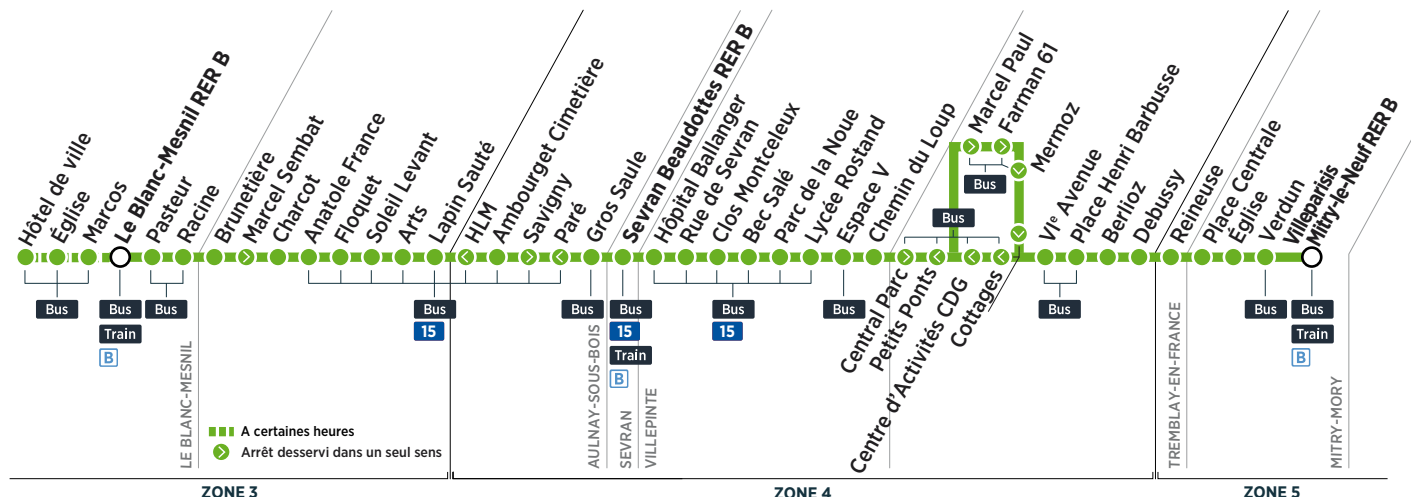 Hôtel de ville
Église
Marcos
Le Blanc-Mesnil RER B
Pasteur
Racine
Brunetière
Marcel Sembat
Charcot
Anatole France
Floquet
Soleil Levant
Arts
Lapin Sauté
HLM
Ambourget Cimetière
Savigny
Paré
Gros Saule
Sevran Beaudottes RER B
Hôpital Ballanger
Rue de Sevran
Clos Montceleux
Bec Salé
Parc de la Noue
Lycée Rostand
Espace V
Chemin du Loup
Marcel Paul
Farman 61
Mermoz
Bus
Bus
Central Parc
Petits Ponts
Centre d'Activités CDG
Cottages
VIe Avenue
Place Henri Barbusse
Berlioz
Debussy
Reineuse
Place Centrale
Église
Verdun
Villeparisis
Mitry-le-Neuf RER B
Bus
Bus
Train
B
Bus
Bus
15
Bus
Bus
15
Train
B
Bus
15
Bus
Bus
Bus
Bus
Train
B
LE BLANC-MESNIL
AULNAY-SOUS-BOIS
SEVRAN
VILLEPINTE
TREMBLAY-EN-FRANCE
MITRY-MORY
A certaines heures
Arrêt desservi dans un seul sens
ZONE 3
ZONE 4
ZONE 5